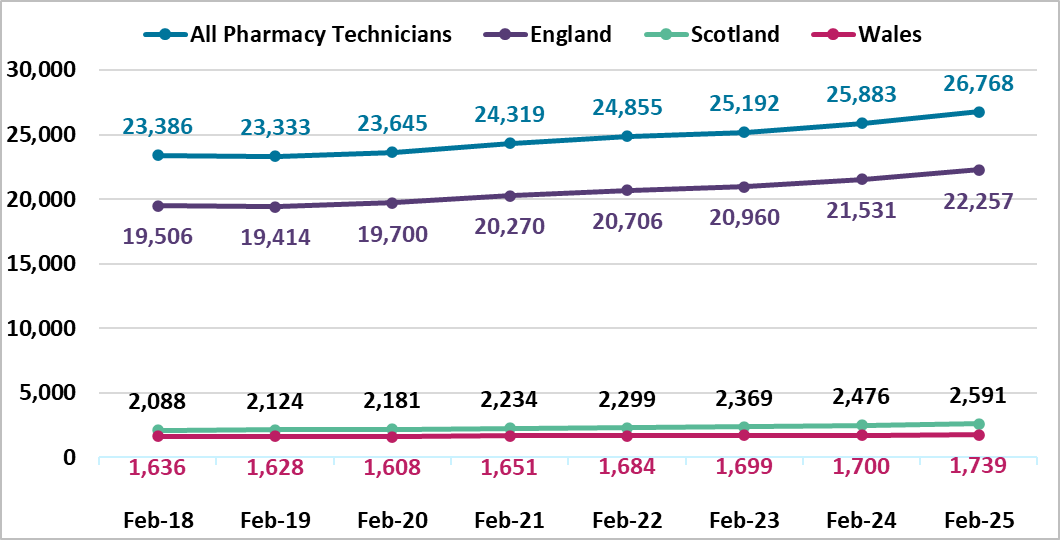 All Pharmacy Technicians England Scotland Wales
30,000
26,768
25,883
25,192
24,855
24,319
23,386 23,333 23,645
25,000
20,000
22,257
21,531
20,960
20,706
20,270
19,506 19,414 19,700
15,000
10,000
5,000
2,088 2,124 2,181 2,234 2,299 2,369 2,476 2,591
0
1,636 1,628 1,608 1,651 1,684 1,699 1,700 1,739
Feb-18 Feb-19 Feb-20 Feb-21 Feb-22 Feb-23 Feb-24 Feb-25